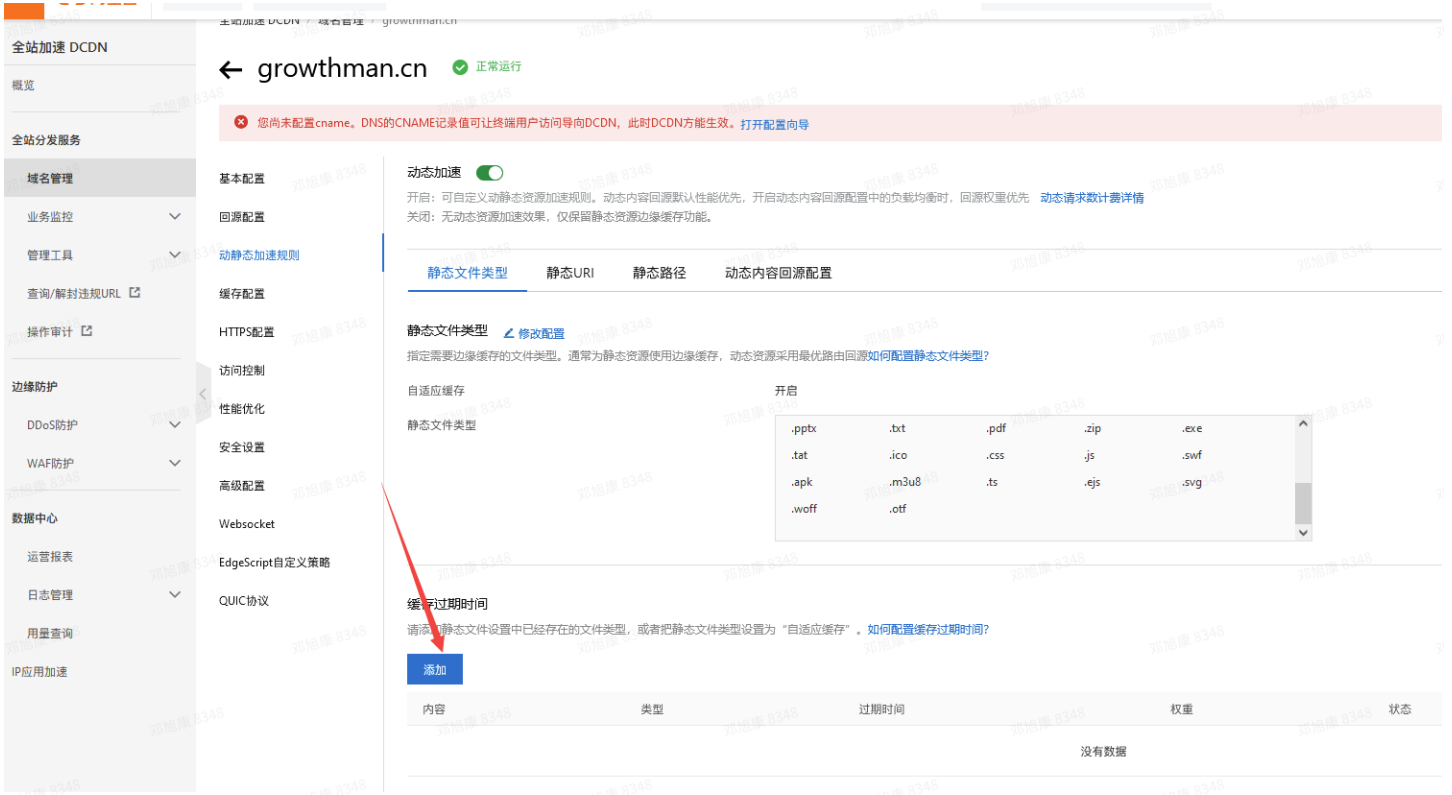 全站加速 DCDN / 域名管理 / growthman.cn
全站加速 DCDN
概览
全站分发服务
域名管理
业务监控
管理工具
查询/解封违规URL
操作审计
边缘防护
DDoS防护
WAF防护
数据中心
运营报表
日志管理
用量查询
IP应用加速
growthman.cn 正常运行
您尚未配置cname。DNS的CNAME记录值可让终端用户访问导向DCDN，此时DCDN方能生效。打开配置向导
基本配置
回源配置
动静态加速规则
缓存配置
HTTPS配置
访问控制
性能优化
安全设置
高级配置
Websocket
EdgeScript自定义策略
QUIC协议
动态加速
开启：可自定义动静态资源加速规则。动态内容回源默认性能优先，开启动态内容回源配置中的负载均衡时，回源权重优先 动态请求数计费详情
关闭：无动态资源加速效果，仅保留静态资源边缘缓存功能。
静态文件类型 静态URI 静态路径 动态内容回源配置
静态文件类型 修改配置
指定需要边缘缓存的文件类型。通常为静态资源使用边缘缓存，动态资源采用最优路由回源如何配置静态文件类型?
自适应缓存 开启
静态文件类型
.pptx .txt .pdf .zip .exe
.tat .ico .css .js .swf
.apk .m3u8 .ts .ejs .svg
.woff .otf
缓存过期时间
请添加静态文件设置中已经存在的文件类型，或者把静态文件类型设置为“自适应缓存”。如何配置缓存过期时间?
添加
内容 类型 过期时间 权重 状态
没有数据
邓旭康 8348